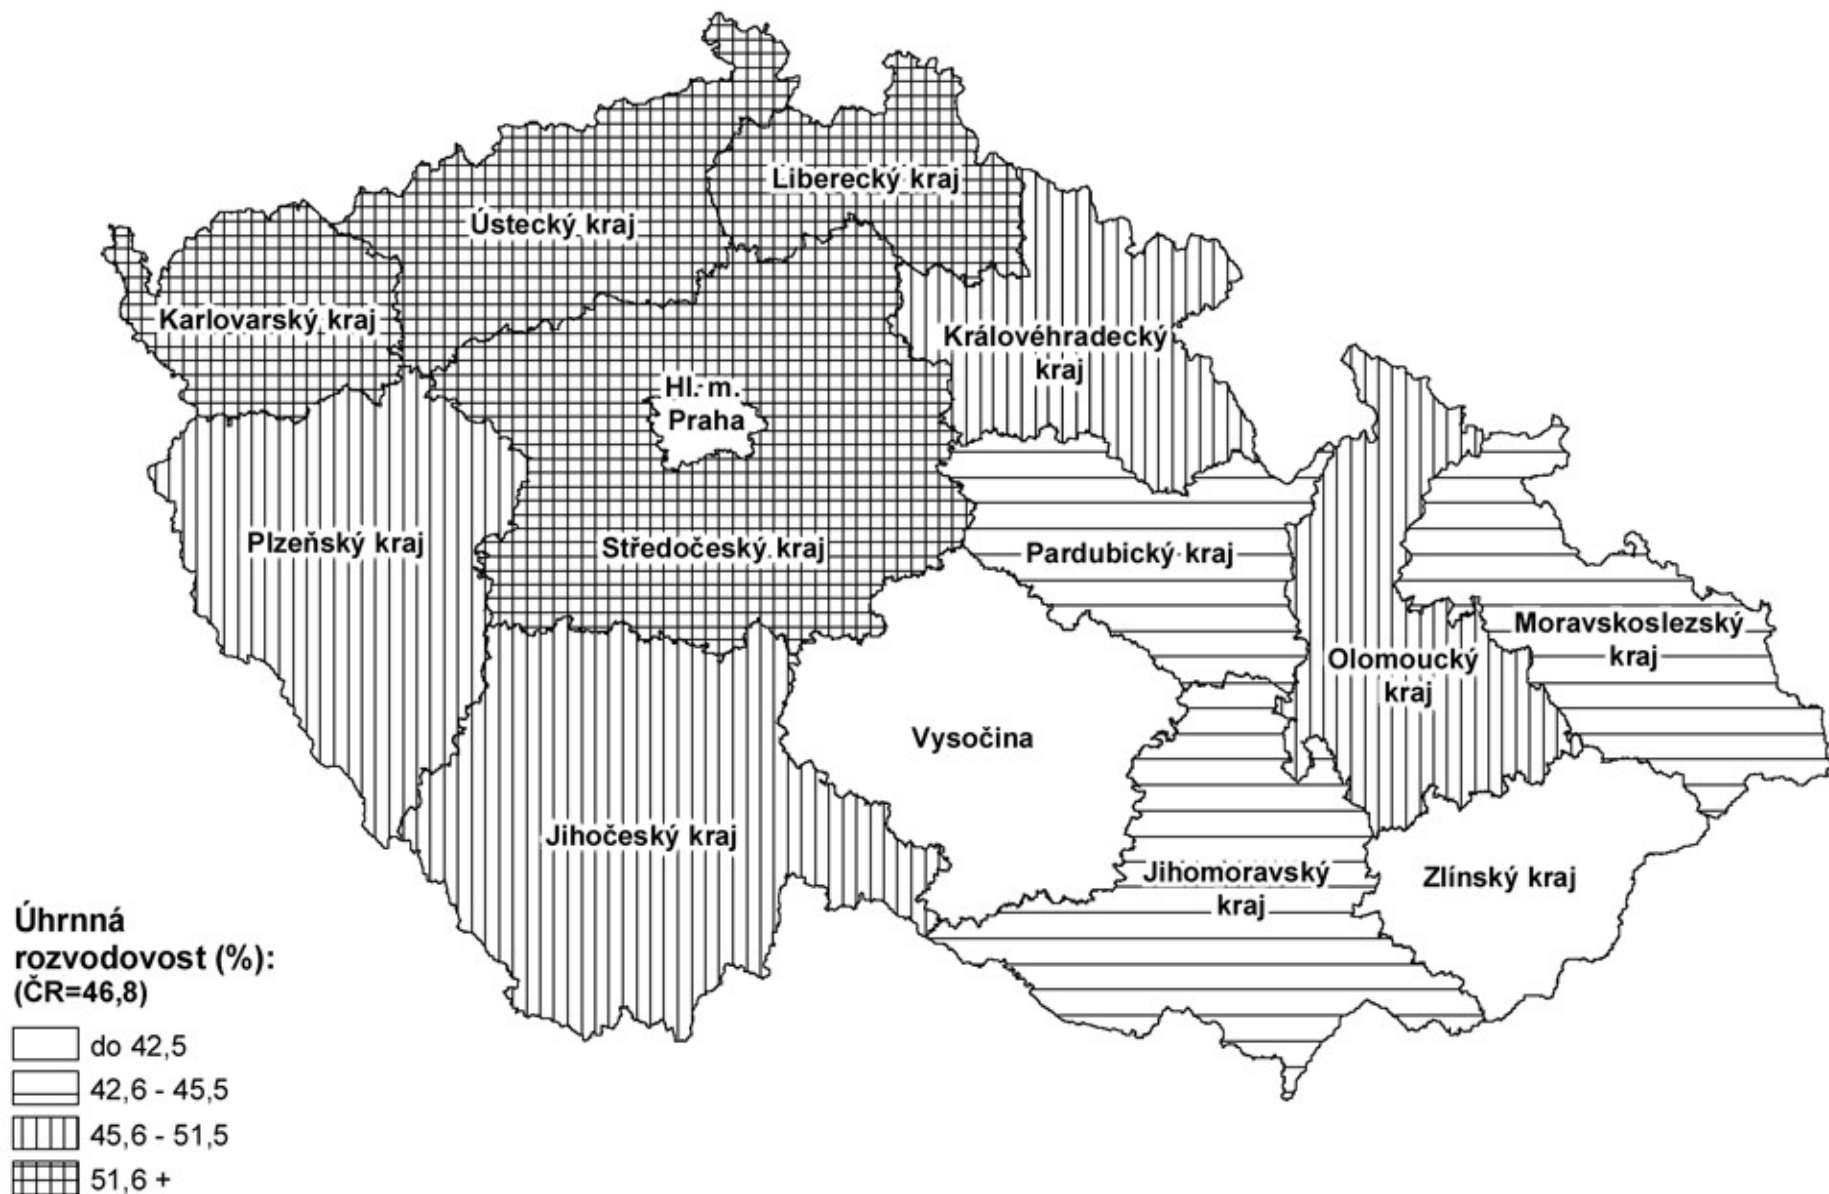 Liberecký kraj
Ústecký kraj
Karlovarský kraj
Královéhradecký
kraj
Hl. m.
Praha
Plzeňský kraj
Středočeský kraj
Pardubický kraj
Moravskoslezský
kraj
Olomoucký
kraj
Vysočina
Jihočeský kraj
Jihomoravský
kraj
Zlínský kraj
Úhrnná
rozvodovost (%):
(ČR=46,8)
do 42,5
42,6 - 45,5
45,6 - 51,5
51,6 +